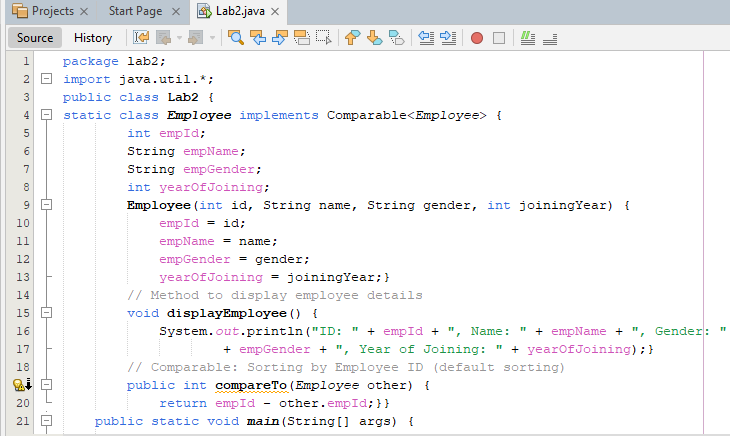 Projects × Start Page × Lab2.java ×
Source History
1 package lab2;
2 import java.util.*;
3 public class Lab2 {
4 static class Employee implements Comparable<Employee> {
5 int empId;
6 String empName;
7 String empGender;
8 int yearOfJoining;
9 Employee(int id, String name, String gender, int joiningYear) {
10 empId = id;
11 empName = name;
12 empGender = gender;
13 yearOfJoining = joiningYear;}
14 // Method to display employee details
15 void displayEmployee() {
16 System.out.println("ID: " + empId + ", Name: " + empName + ", Gender: "
17 + empGender + ", Year of Joining: " + yearOfJoining);}
18 // Comparable: Sorting by Employee ID (default sorting)
public int compareTo(Employee other) {
20 return empId - other.empId;}}
21 public static void main(String[] args) {